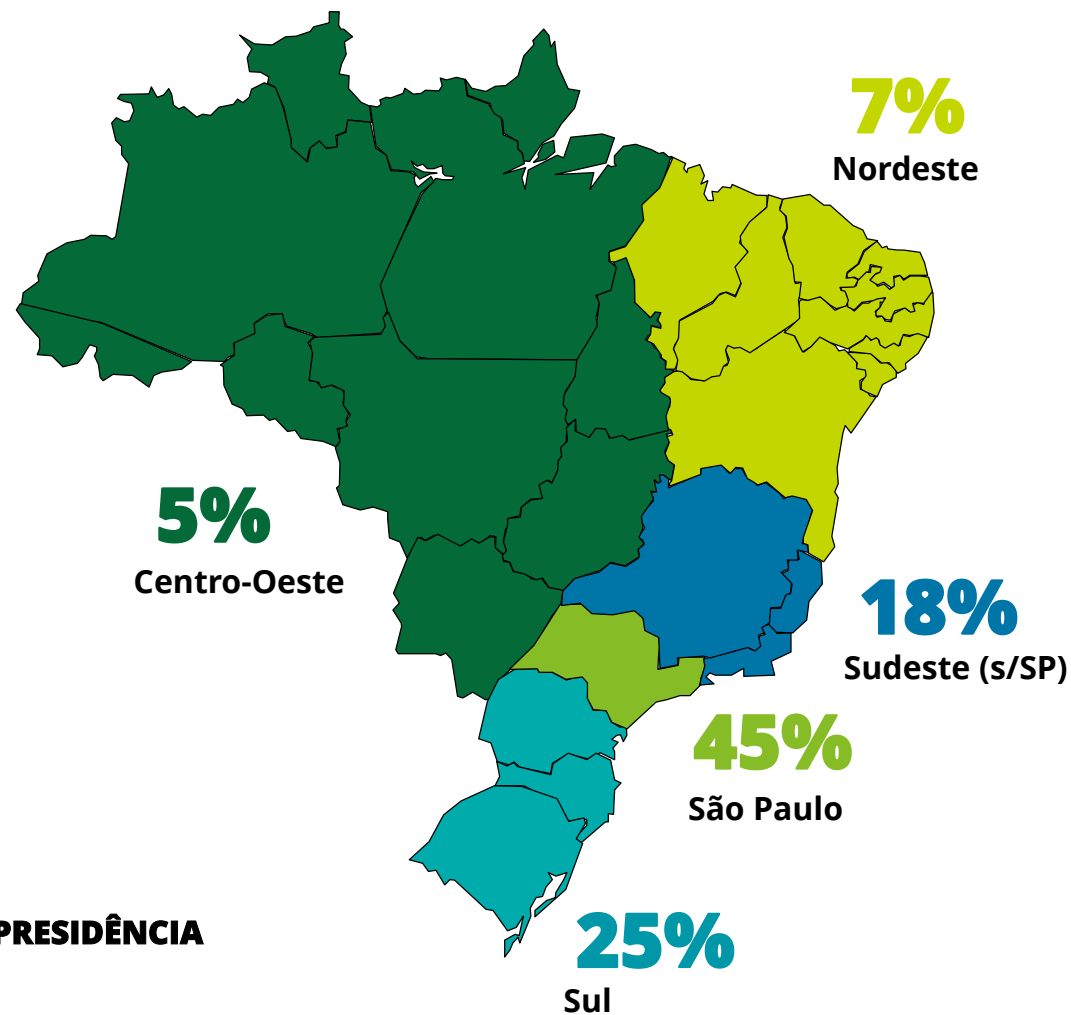 7%
Nordeste
5%
Centro-Oeste
18%
Sudeste (s/SP)
45%
São Paulo
PRESIDÊNCIA
25%
Sul